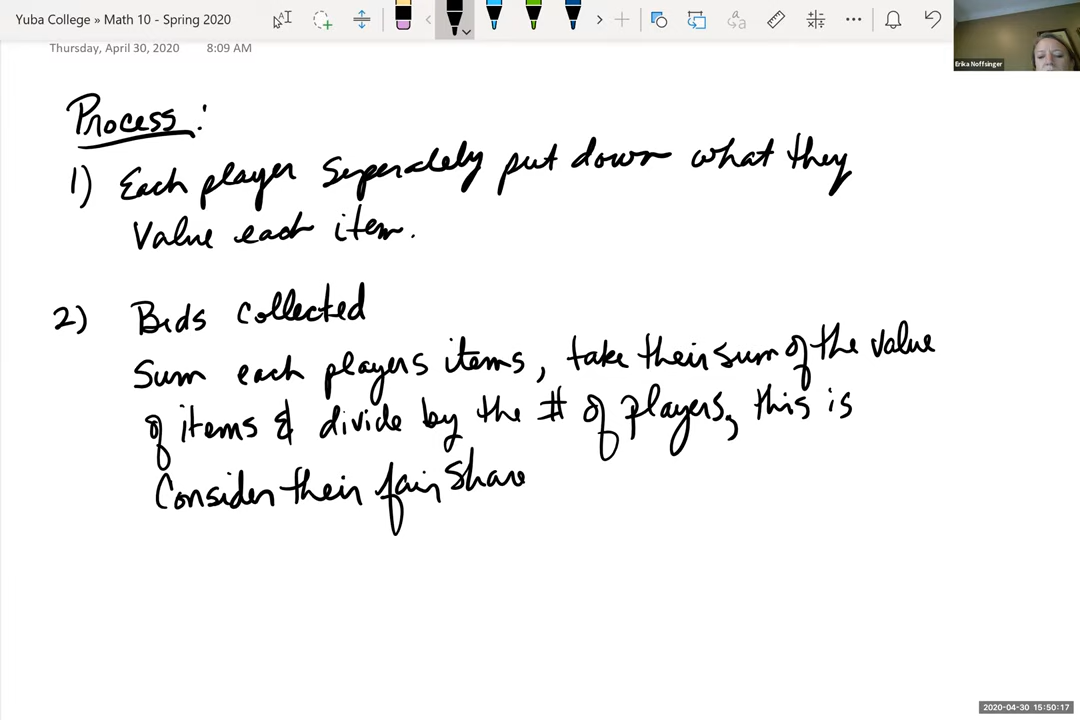 Yuba College » Math 10 - Spring 2020
Thursday, April 30, 2020 8:09 AM
Erika Noffsinger
Process:
1) Each player seperately put down what they
Value each item.
2) Bids collected
Sum each players items, take their sum of the value
of items & divide by the # of players, this is
Consider their fair share
2020-04-30 15:50:17